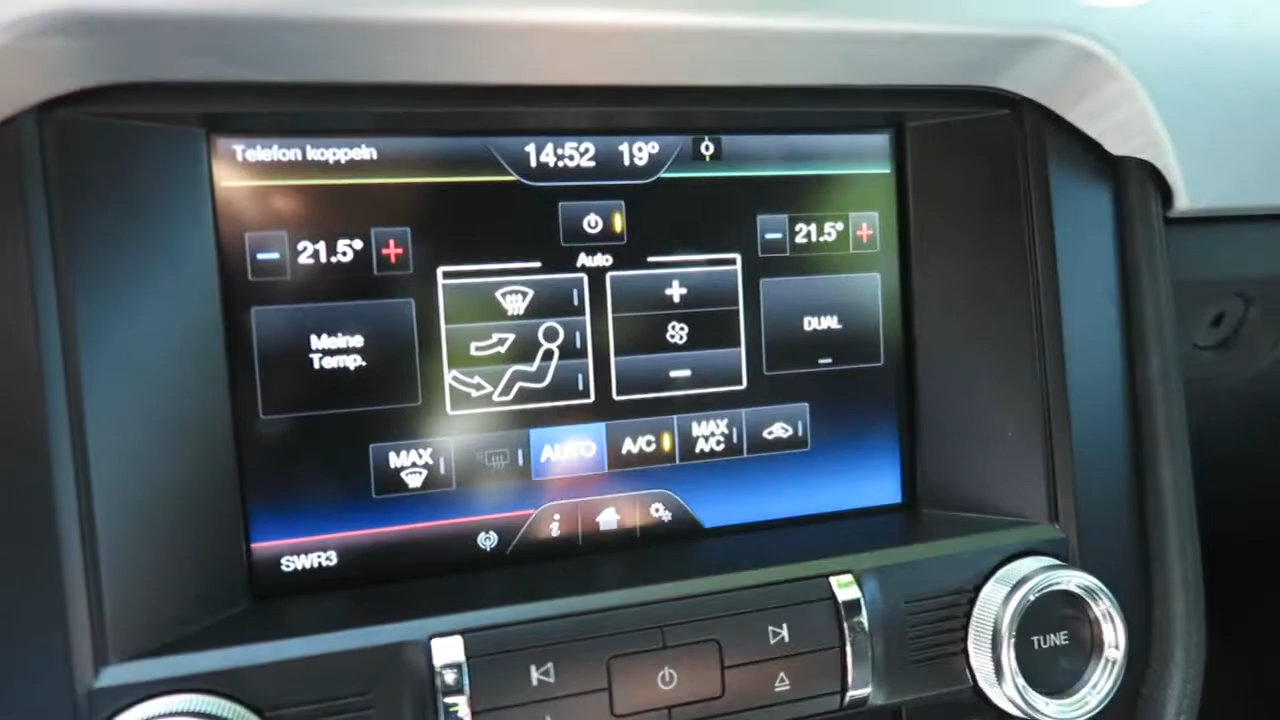 Telefon koppeln
14:52 19°
21.5°
21.5°
Auto
Meine
Temp.
DUAL
MAX
AUTO
A/C
MAX
A/C
SWR3
TUNE